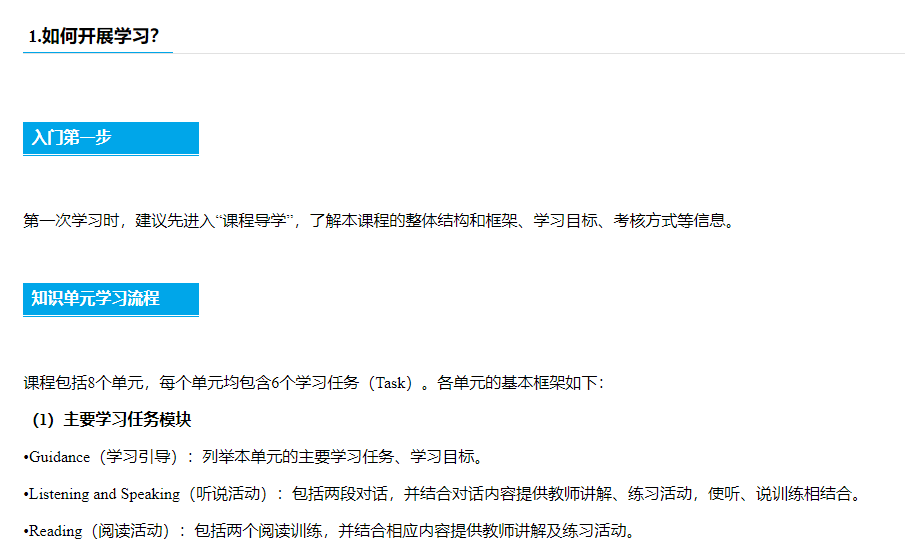 1.如何开展学习？
入门第一步
第一次学习时，建议先进入“课程导学”，了解本课程的整体结构和框架、学习目标、考核方式等信息。
知识单元学习流程
课程包括8个单元，每个单元均包含6个学习任务（Task）。各单元的基本框架如下：
（1）主要学习任务模块
•Guidance（学习引导）：列举本单元的主要学习任务、学习目标。
•Listening and Speaking（听说活动）：包括两段对话，并结合对话内容提供教师讲解、练习活动，使听、说训练相结合。
•Reading（阅读活动）：包括两个阅读训练，并结合相应内容提供教师讲解及练习活动。